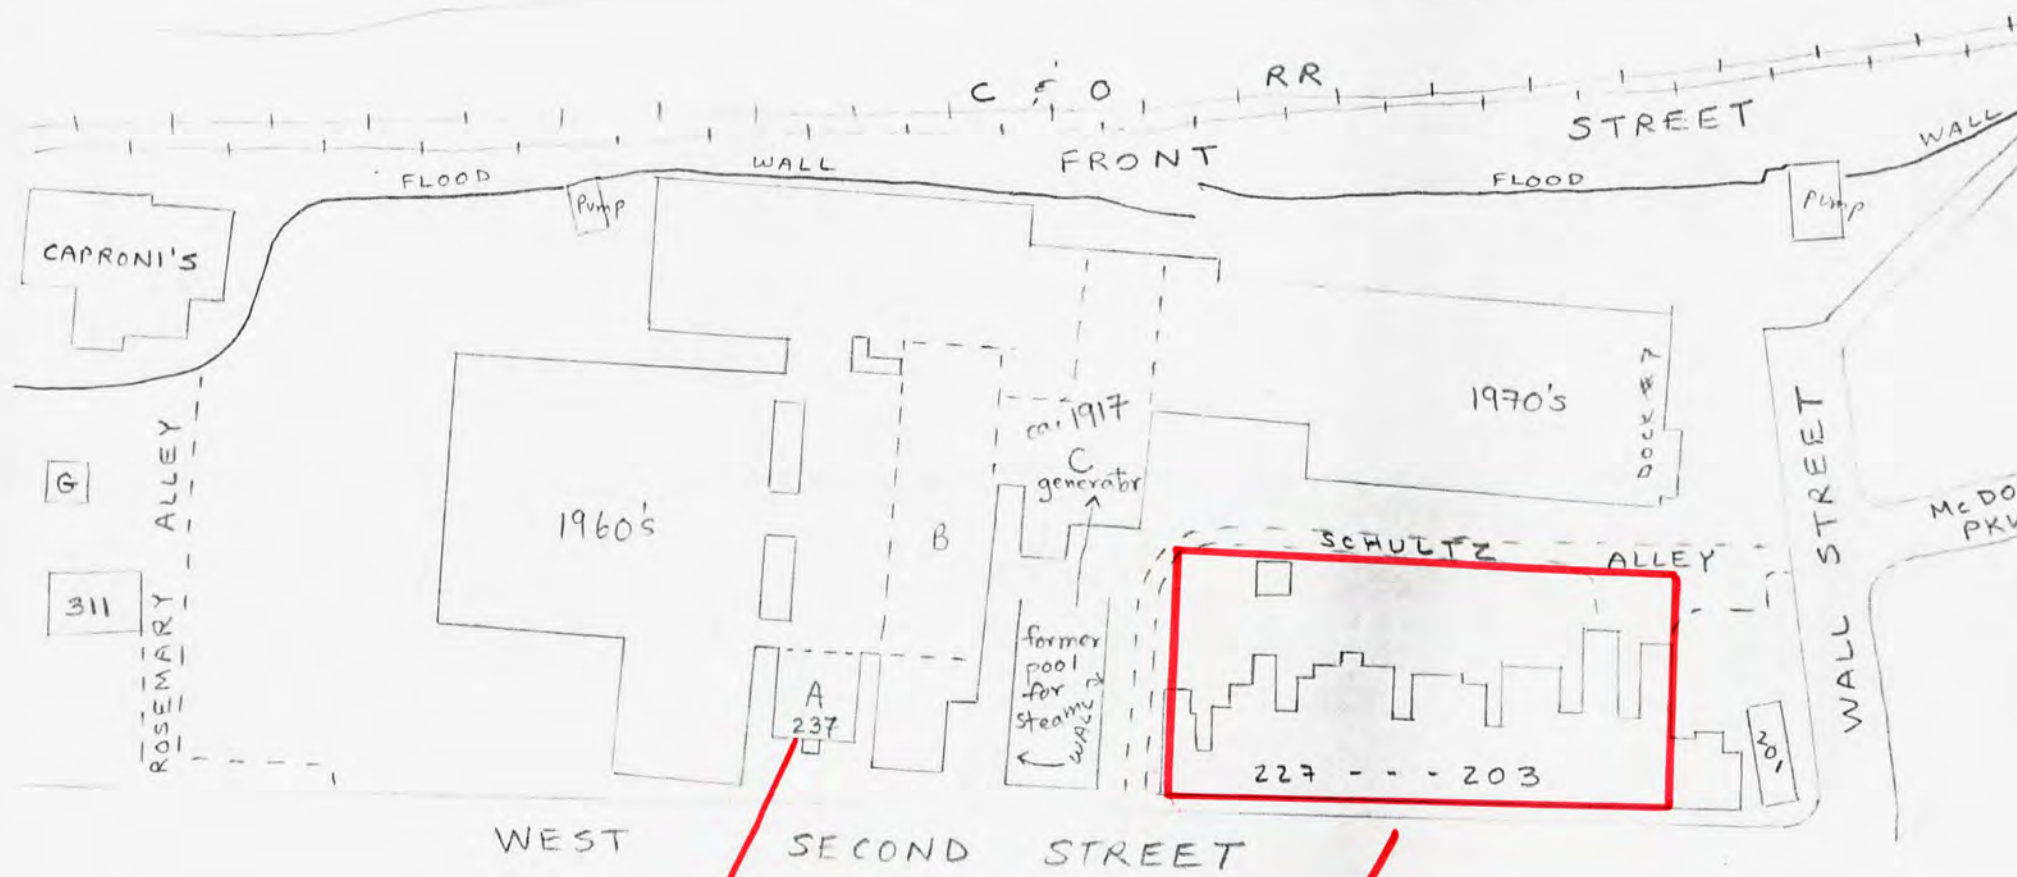 C & O RR
FRONT STREET
FLOOD WALL
FLOOD WALL
Pump
Pump
CAPRONI'S
1960's
1970's
DOCK # 7
ca. 1917
C
generator
B
G
311
ROSEMARY ALLEY
A
237
former
pool
for
steam
WALL
SCHULTZ ALLEY
227 - - - 203
201
WALL STREET
WALL STREET
McDO
PKW
WEST SECOND STREET